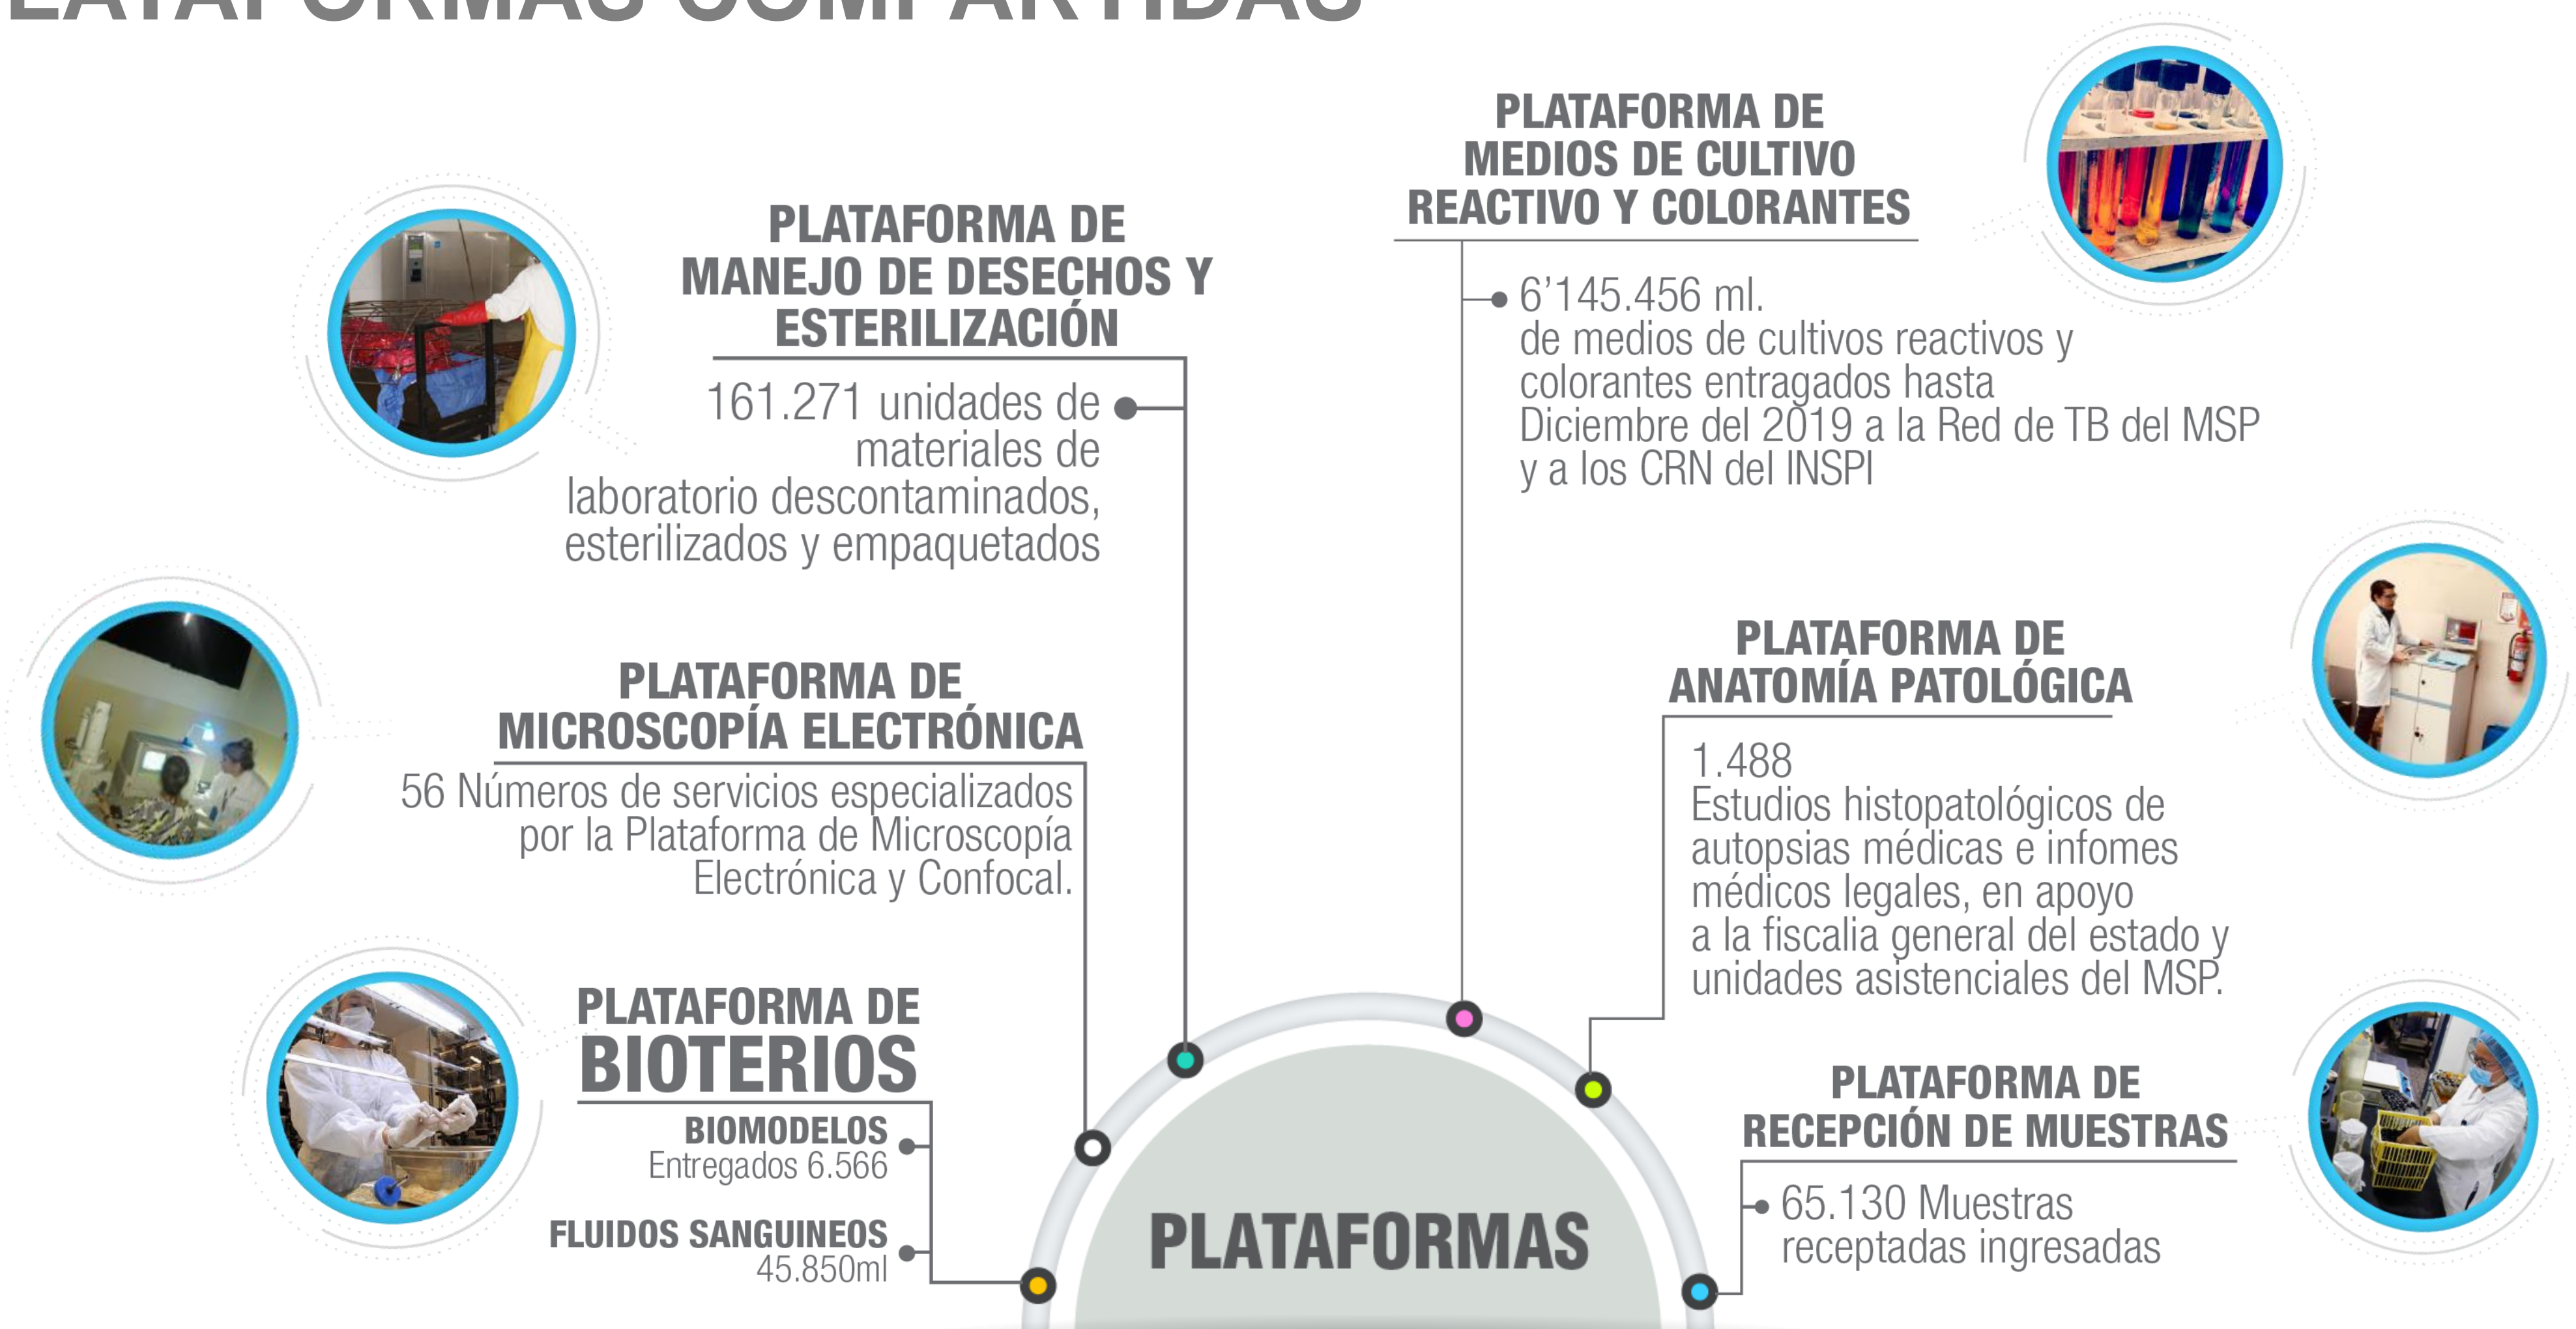 PLATAFORMAS COMPARTIDAS
PLATAFORMA DE
MANEJO DE DESECHOS Y
ESTERILIZACIÓN
161.271 unidades de
materiales de
laboratorio descontaminados,
esterilizados y empaquetados
PLATAFORMA DE
MICROSCOPÍA ELECTRÓNICA
56 Números de servicios especializados
por la Plataforma de Microscopía
Electrónica y Confocal.
PLATAFORMA DE
BIOTERIOS
BIOMODELOS
Entregados 6.566
FLUIDOS SANGUINEOS
45.850ml
PLATAFORMA DE
MEDIOS DE CULTIVO
REACTIVO Y COLORANTES
6’145.456 ml.
de medios de cultivos reactivos y
colorantes entragados hasta
Diciembre del 2019 a la Red de TB del MSP
y a los CRN del INSPI
PLATAFORMA DE
ANATOMÍA PATOLÓGICA
1.488
Estudios histopatológicos de
autopsias médicas e infomes
médicos legales, en apoyo
a la fiscalia general del estado y
unidades asistenciales del MSP.
PLATAFORMA DE
RECEPCIÓN DE MUESTRAS
65.130 Muestras
receptadas ingresadas
PLATAFORMAS